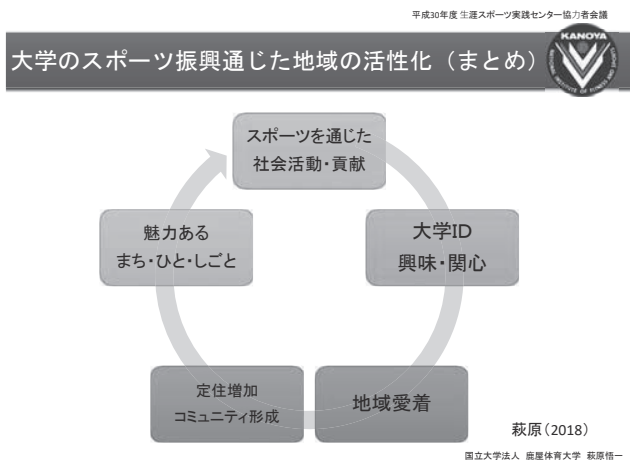 平成30年度 生涯スポーツ実践センター協力者会議
大学のスポーツ振興通じた地域の活性化（まとめ）
KANOYA
スポーツを通じた
社会活動・貢献
大学ID
興味・関心
地域愛着
定住増加
コミュニティ形成
魅力ある
まち・ひと・しごと
萩原（2018）
国立大学法人 鹿屋体育大学 萩原悟一